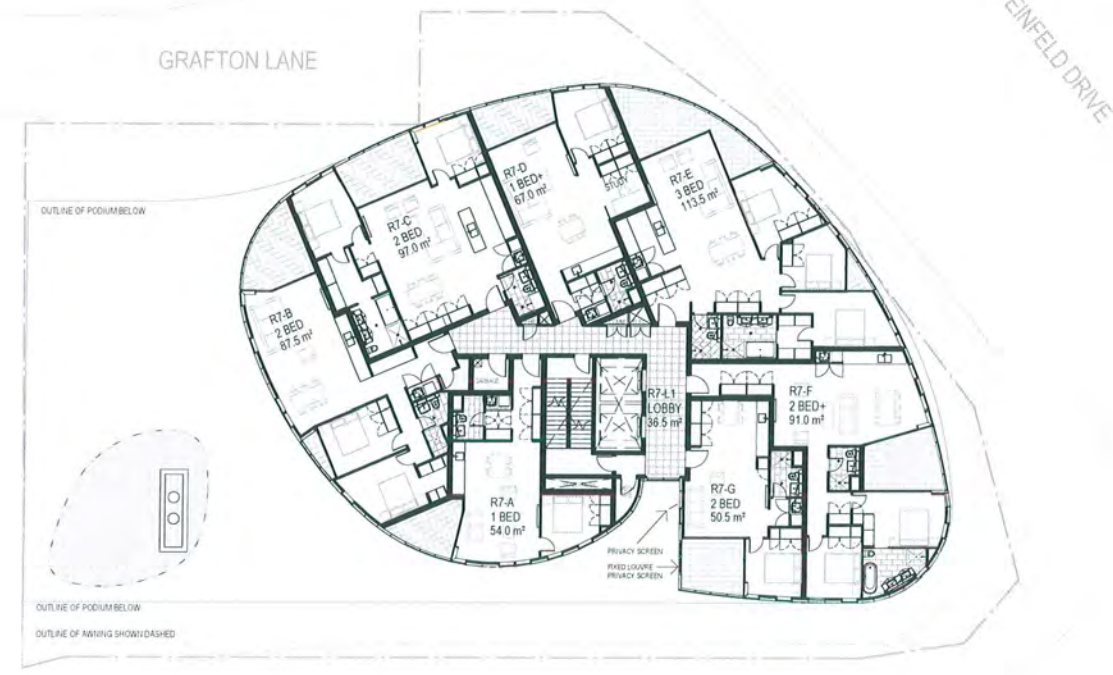 GRAFTON LANE
EINFELD DRIVE
OUTLINE OF PODIUM BELOW
R7-D
1 BED+
67.0 m²
STUDY
R7-E
3 BED
113.5 m²
R7-C
2 BED
97.0 m²
R7-B
2 BED
87.5 m²
GARBAGE
R7-L1
LOBBY
36.5 m²
R7-F
2 BED+
91.0 m²
R7-A
1 BED
54.0 m²
R7-G
2 BED
50.5 m²
PRIVACY SCREEN
FIXED LOUVRE
PRIVACY SCREEN
OUTLINE OF PODIUM BELOW
OUTLINE OF AWNING SHOWN DASHED